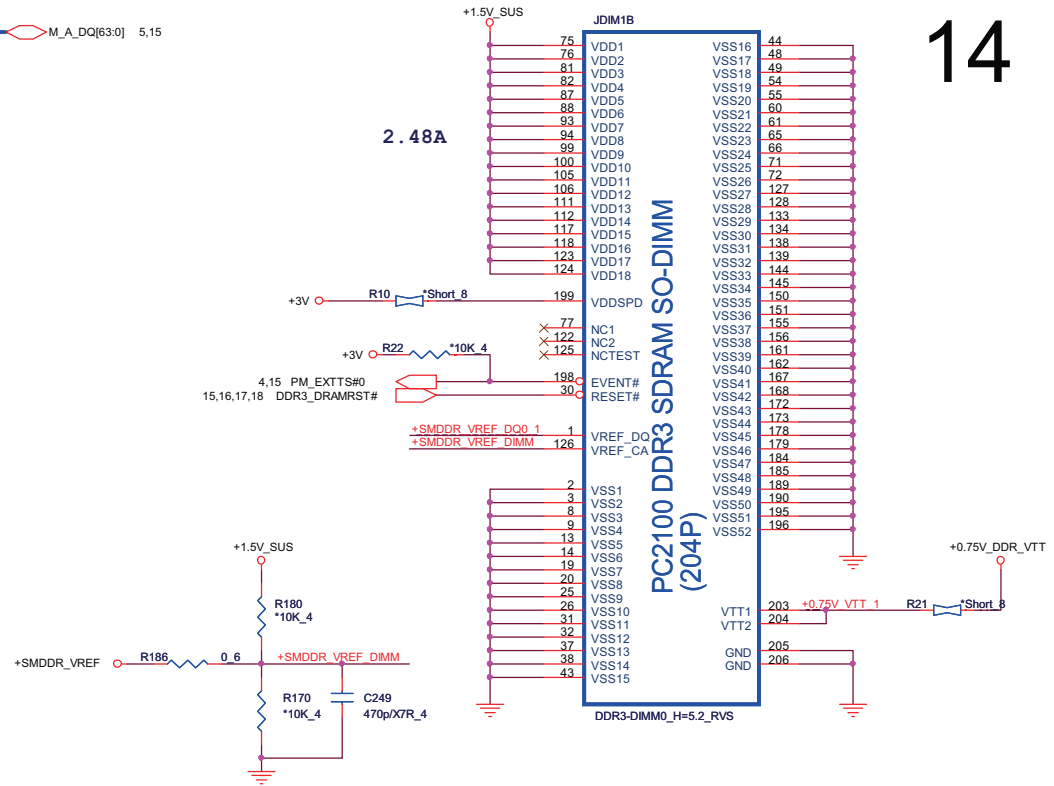 M_A_DQ[63:0] 5,15
14
+1.5V_SUS
JDIM1B
2.48A
75 VDD1
76 VDD2
81 VDD3
82 VDD4
87 VDD5
88 VDD6
93 VDD7
94 VDD8
99 VDD9
100 VDD10
105 VDD11
106 VDD12
111 VDD13
112 VDD14
117 VDD15
118 VDD16
123 VDD17
124 VDD18
+3V R10 *Short_8 199 VDDSPD
77 NC1
122 NC2
125 NCTEST
+3V R22 *10K_4
4,15 PM_EXTTS#0 198 EVENT#
15,16,17,18 DDR3_DRAMRST# 30 RESET#
+SMDDR_VREF_DQ0_1 1 VREF_DQ
+SMDDR_VREF_DIMM 126 VREF_CA
2 VSS1
3 VSS2
8 VSS3
9 VSS4
13 VSS5
14 VSS6
19 VSS7
20 VSS8
25 VSS9
26 VSS10
31 VSS11
32 VSS12
37 VSS13
38 VSS14
43 VSS15
PC2100 DDR3 SDRAM SO-DIMM
(204P)
VSS16 44
VSS17 48
VSS18 49
VSS19 54
VSS20 55
VSS21 60
VSS22 61
VSS23 65
VSS24 66
VSS25 71
VSS26 72
VSS27 127
VSS28 128
VSS29 133
VSS30 134
VSS31 138
VSS32 139
VSS33 144
VSS34 145
VSS35 150
VSS36 151
VSS37 155
VSS38 156
VSS39 161
VSS40 162
VSS41 167
VSS42 168
VSS43 172
VSS44 173
VSS45 178
VSS46 179
VSS47 184
VSS48 185
VSS49 189
VSS50 190
VSS51 195
VSS52 196
+0.75V_DDR_VTT
VTT1 203 +0.75V_VTT_1 R21 *Short_8
VTT2 204
GND 205
GND 206
DDR3-DIMM0_H=5.2_RVS
+1.5V_SUS
R180
*10K_4
+SMDDR_VREF R186 0_6 +SMDDR_VREF_DIMM
R170
*10K_4
C249
470p/X7R_4